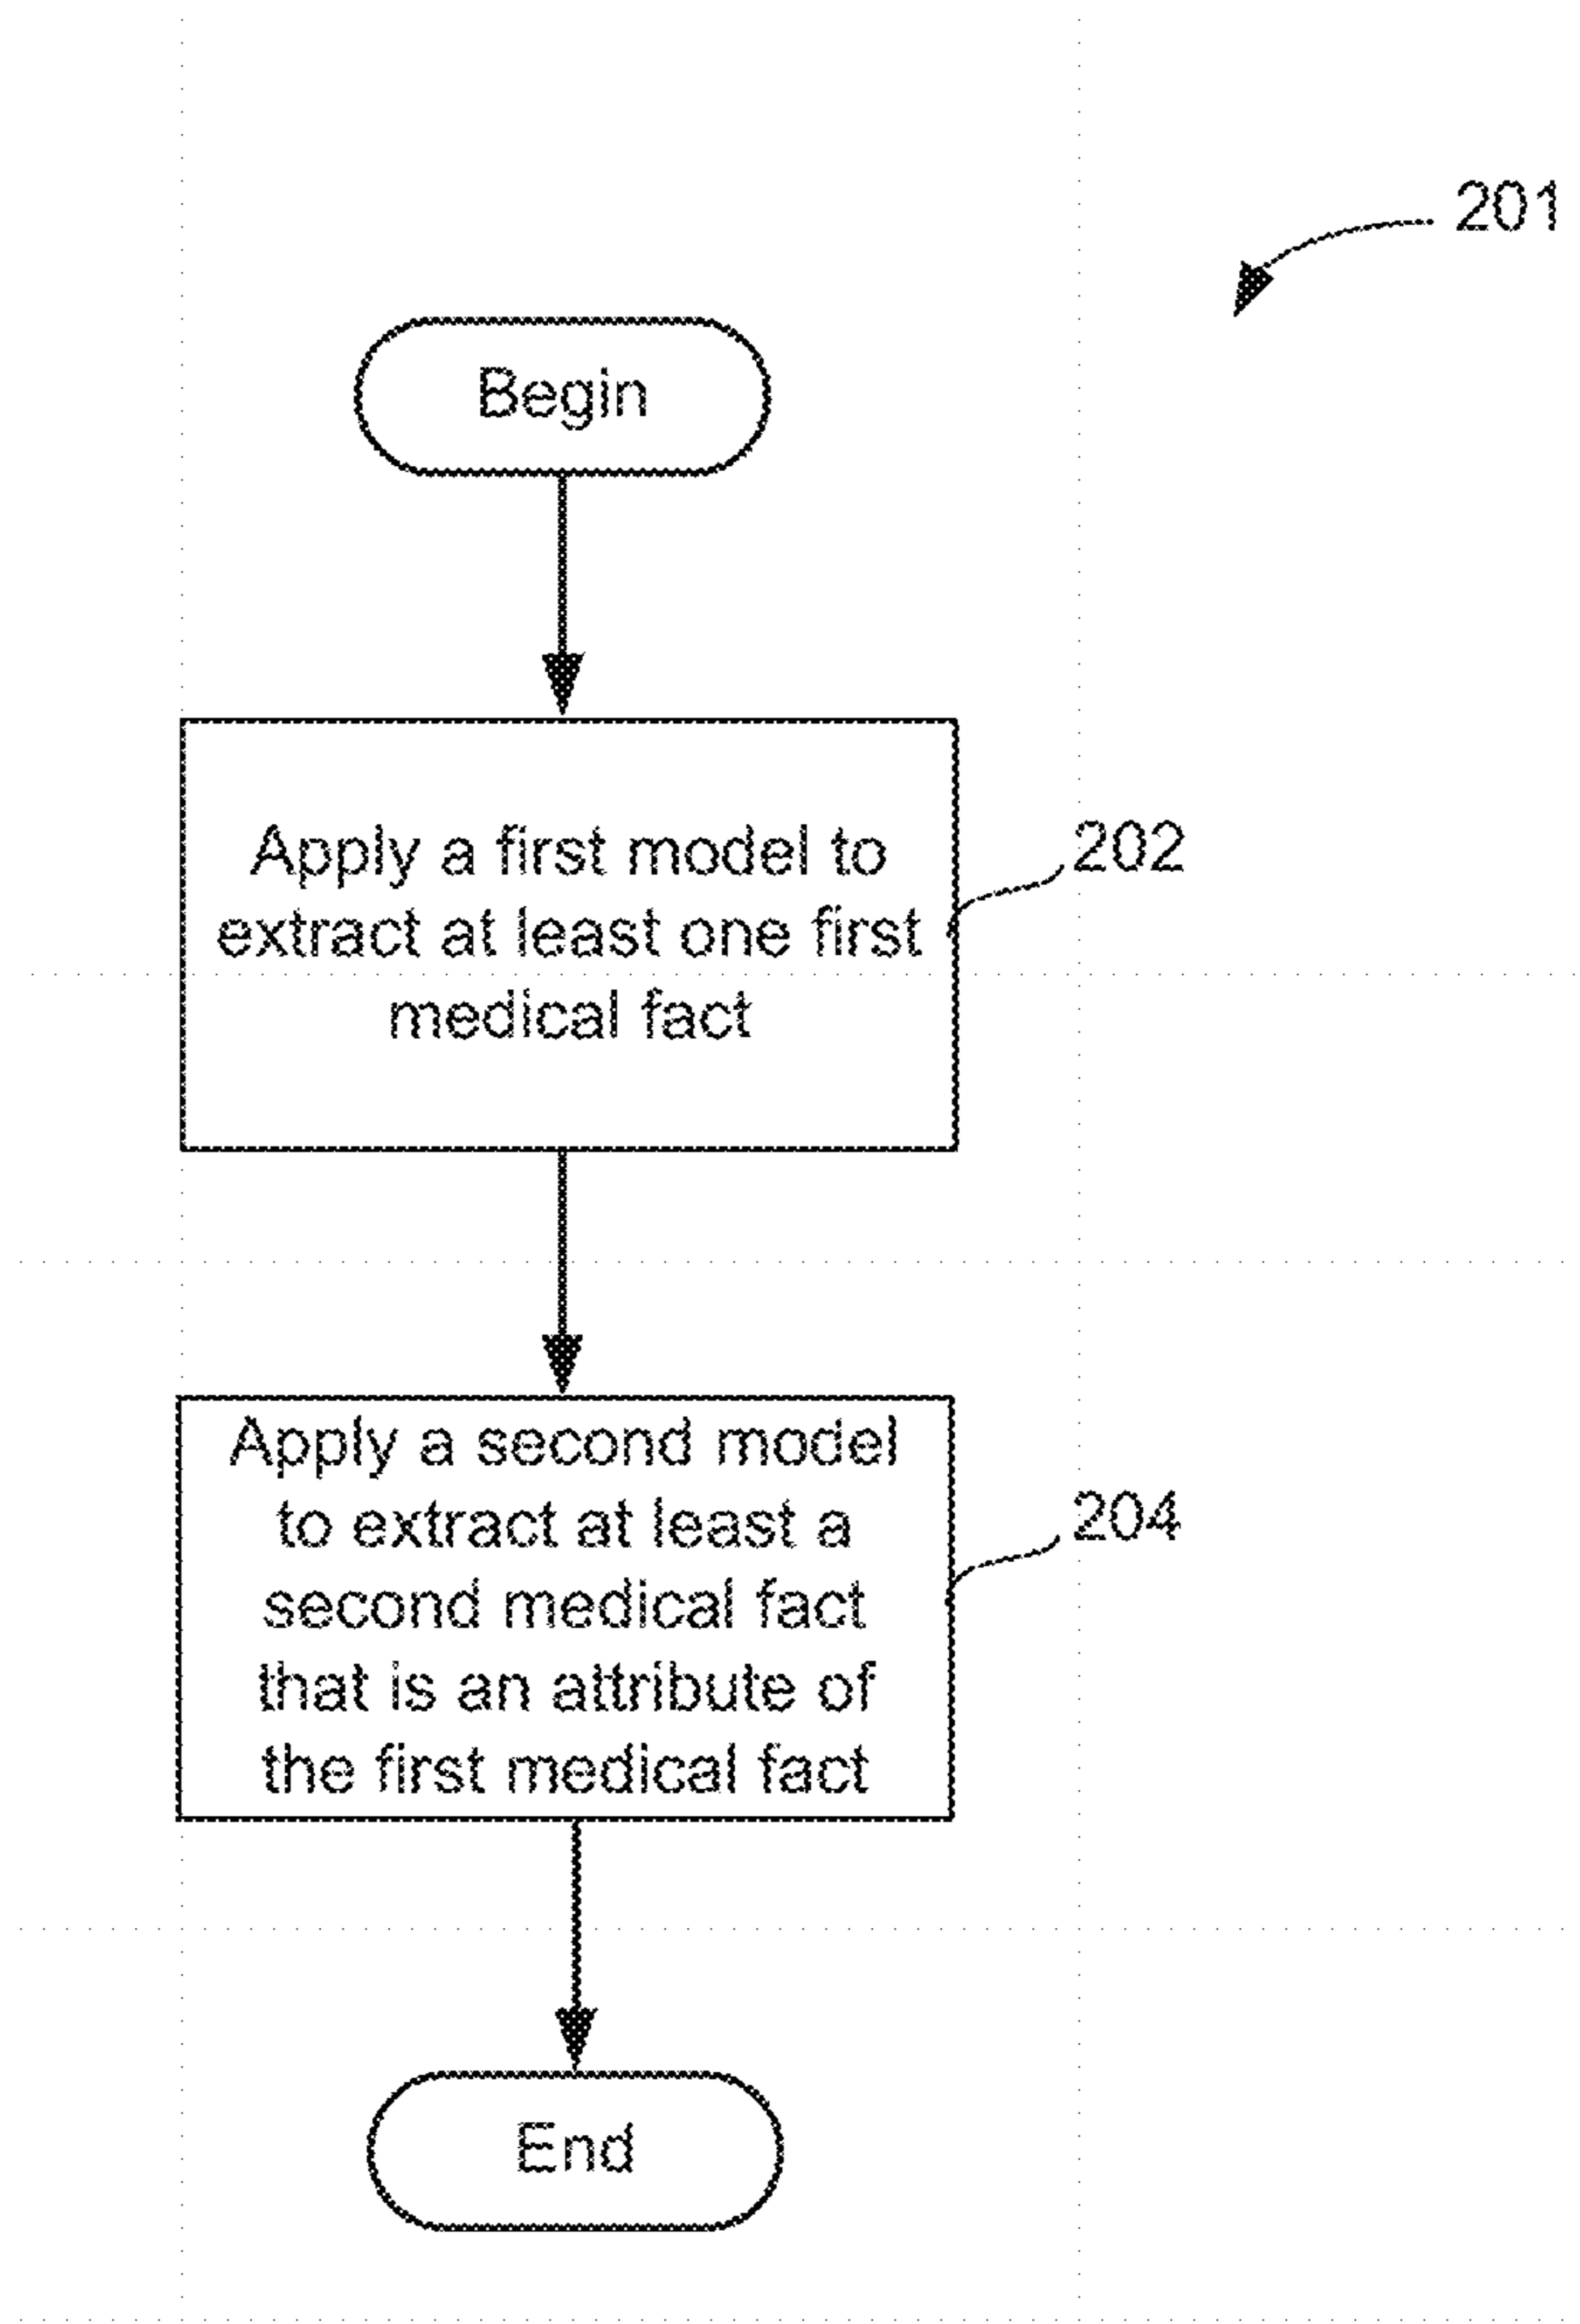 201
Begin
Apply a first model to
extract at least one first
medical fact
202
Apply a second model
to extract at least a
second medical fact
that is an attribute of
the first medical fact
204
End